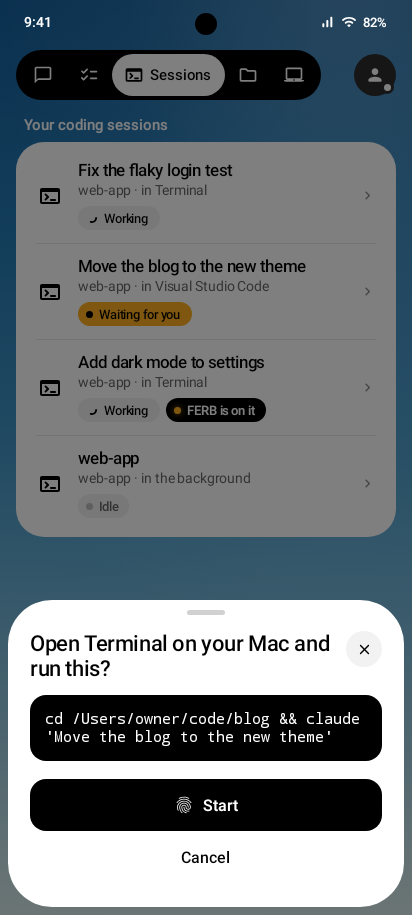 9:41
82%
Sessions
Your coding sessions
Fix the flaky login test
web-app · in Terminal
Working
Move the blog to the new theme
web-app · in Visual Studio Code
Waiting for you
Add dark mode to settings
web-app · in Terminal
Working
FERB is on it
web-app
web-app · in the background
Idle
Open Terminal on your Mac and
run this?
cd /Users/owner/code/blog && claude
'Move the blog to the new theme'
Start
Cancel